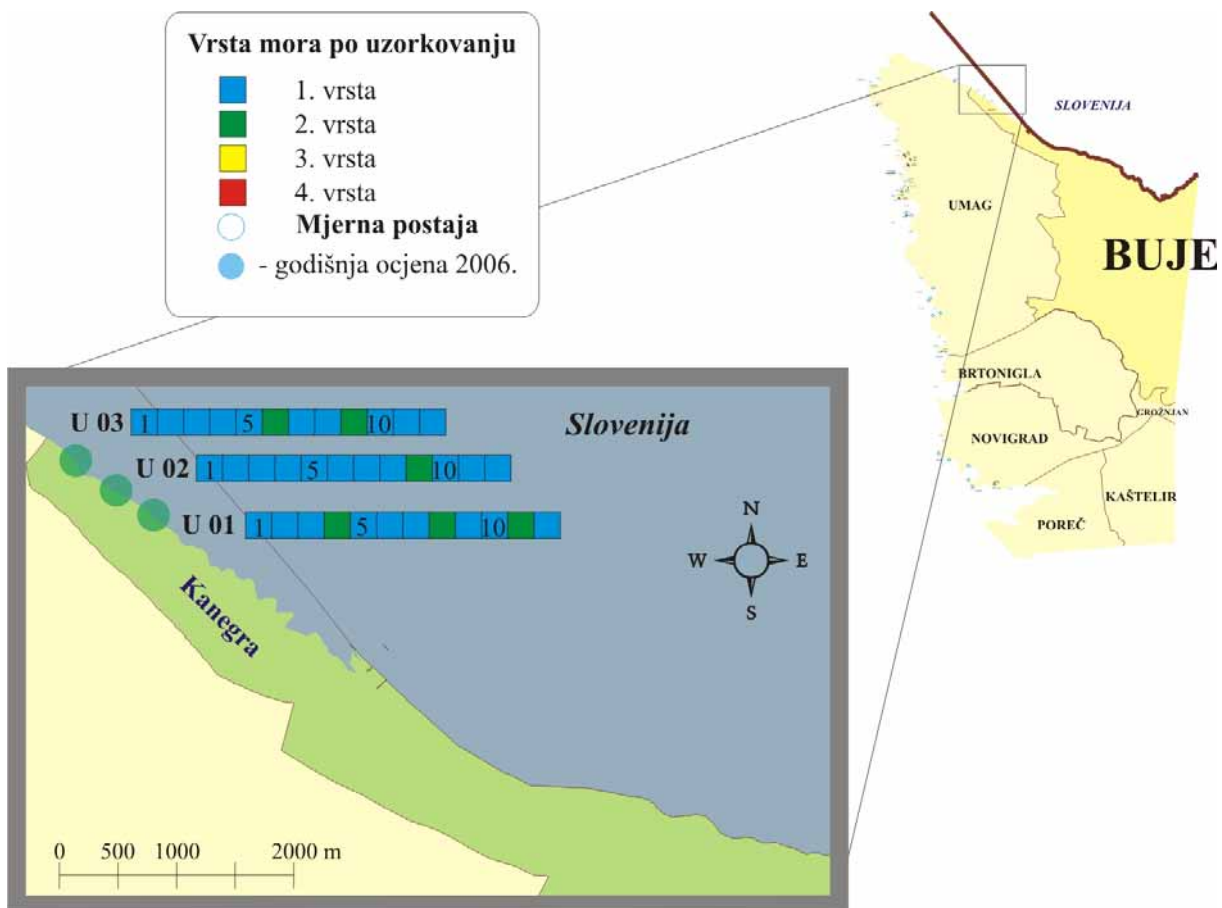 Vrsta mora po uzorkovanju
1. vrsta
2. vrsta
3. vrsta
4. vrsta
Mjerna postaja
- godišnja ocjena 2006.
SLOVENIJA
UMAG
BUJE
BRTONIGLA
GROŽNJAN
NOVIGRAD
KAŠTELIR
POREČ
U 03 1 5 10
Slovenija
U 02 1 5 10
U 01 1 5 10
N
W E
S
Kanegra
0 500 1000 2000 m